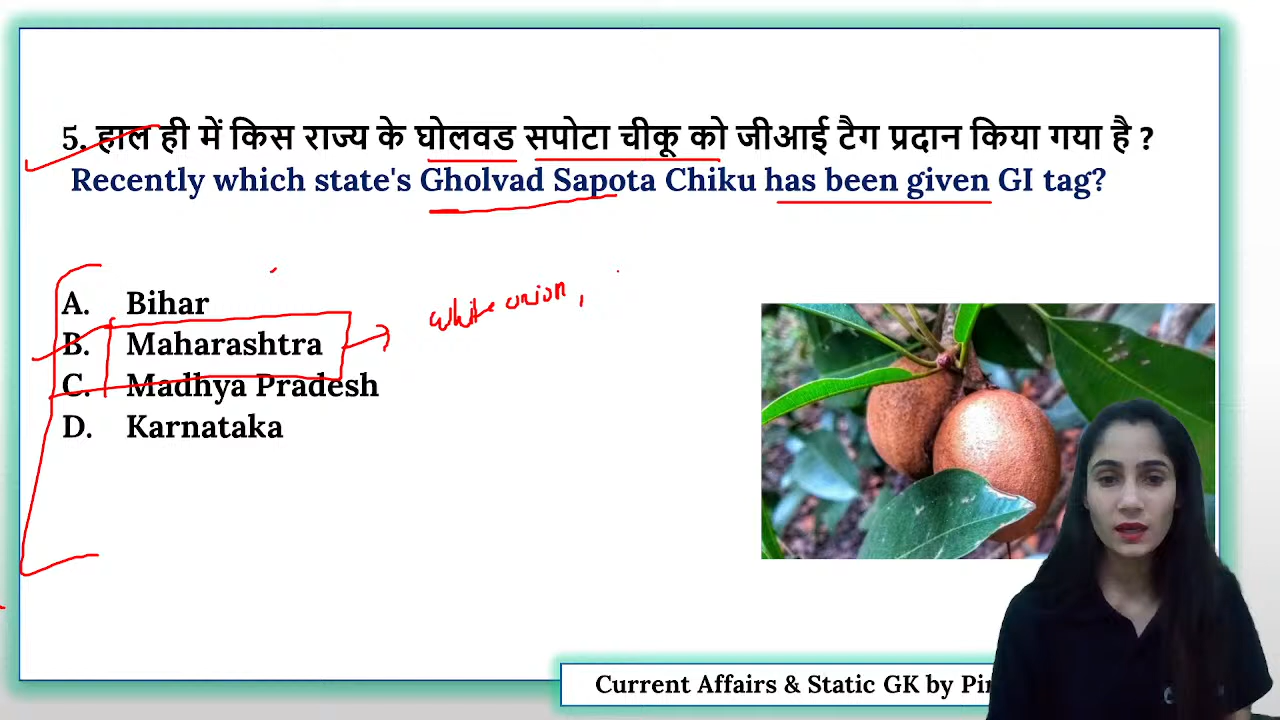 5. हाल ही में किस राज्य के घोलवड सपोटा चीकू को जीआई टैग प्रदान किया गया है ?
Recently which state's Gholvad Sapota Chiku has been given GI tag?
A. Bihar
B. Maharashtra
white onion,
C. Madhya Pradesh
D. Karnataka
Current Affairs & Static GK by